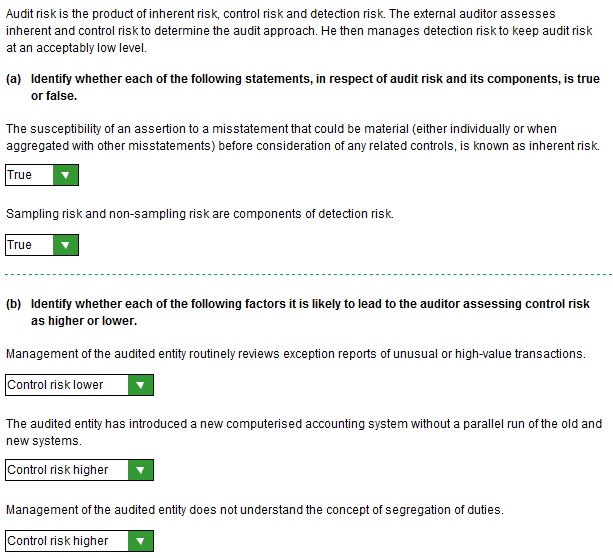 Audit risk is the product of inherent risk, control risk and detection risk. The external auditor assesses
inherent and control risk to determine the audit approach. He then manages detection risk to keep audit risk
at an acceptably low level.
(a) Identify whether each of the following statements, in respect of audit risk and its components, is true
or false.
The susceptibility of an assertion to a misstatement that could be material (either individually or when
aggregated with other misstatements) before consideration of any related controls, is known as inherent risk.
True
Sampling risk and non-sampling risk are components of detection risk.
True
(b) Identify whether each of the following factors it is likely to lead to the auditor assessing control risk
as higher or lower.
Management of the audited entity routinely reviews exception reports of unusual or high-value transactions.
Control risk lower
The audited entity has introduced a new computerised accounting system without a parallel run of the old and
new systems.
Control risk higher
Management of the audited entity does not understand the concept of segregation of duties.
Control risk higher